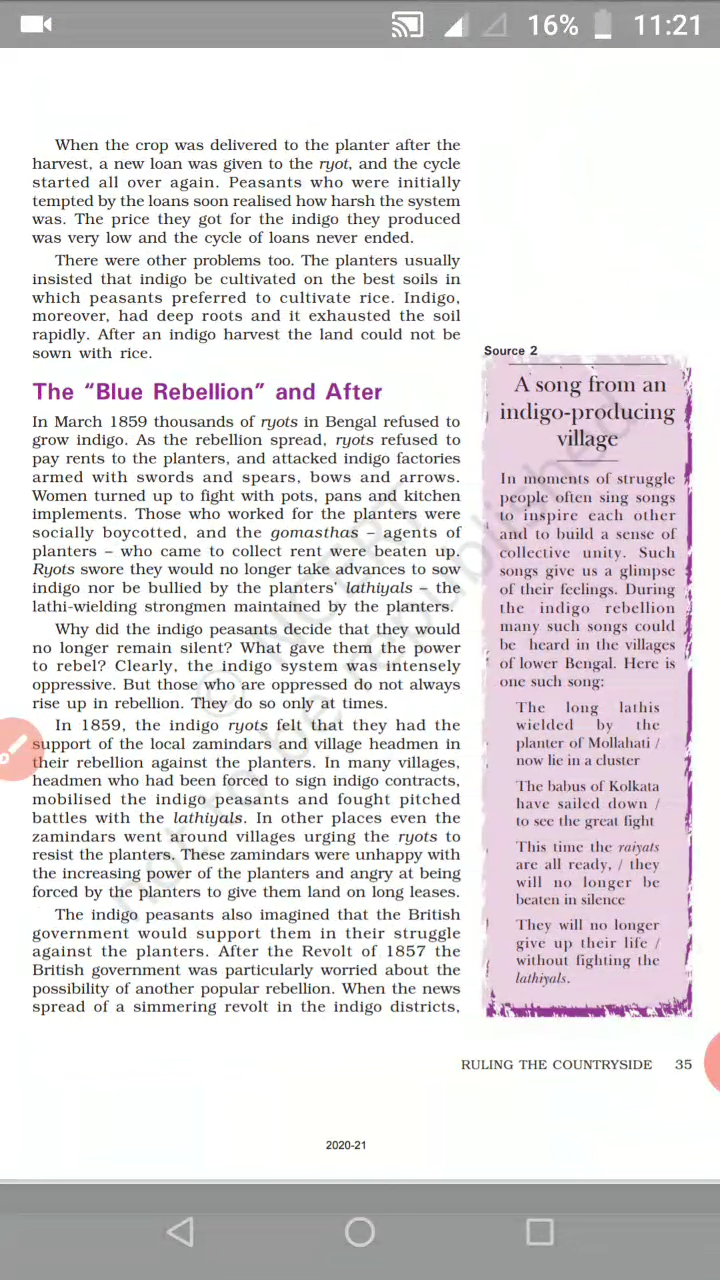 16% 11:21
When the crop was delivered to the planter after the
harvest, a new loan was given to the ryot, and the cycle
started all over again. Peasants who were initially
tempted by the loans soon realised how harsh the system
was. The price they got for the indigo they produced
was very low and the cycle of loans never ended.
There were other problems too. The planters usually
insisted that indigo be cultivated on the best soils in
which peasants preferred to cultivate rice. Indigo,
moreover, had deep roots and it exhausted the soil
rapidly. After an indigo harvest the land could not be
sown with rice.
The “Blue Rebellion” and After
In March 1859 thousands of ryots in Bengal refused to
grow indigo. As the rebellion spread, ryots refused to
pay rents to the planters, and attacked indigo factories
armed with swords and spears, bows and arrows.
Women turned up to fight with pots, pans and kitchen
implements. Those who worked for the planters were
socially boycotted, and the gomasthas – agents of
planters – who came to collect rent were beaten up.
Ryots swore they would no longer take advances to sow
indigo nor be bullied by the planters’ lathiyals – the
lathi-wielding strongmen maintained by the planters.
Why did the indigo peasants decide that they would
no longer remain silent? What gave them the power
to rebel? Clearly, the indigo system was intensely
oppressive. But those who are oppressed do not always
rise up in rebellion. They do so only at times.
In 1859, the indigo ryots felt that they had the
support of the local zamindars and village headmen in
their rebellion against the planters. In many villages,
headmen who had been forced to sign indigo contracts,
mobilised the indigo peasants and fought pitched
battles with the lathiyals. In other places even the
zamindars went around villages urging the ryots to
resist the planters. These zamindars were unhappy with
the increasing power of the planters and angry at being
forced by the planters to give them land on long leases.
The indigo peasants also imagined that the British
government would support them in their struggle
against the planters. After the Revolt of 1857 the
British government was particularly worried about the
possibility of another popular rebellion. When the news
spread of a simmering revolt in the indigo districts,
Source 2
A song from an
indigo-producing
village
In moments of struggle
people often sing songs
to inspire each other
and to build a sense of
collective unity. Such
songs give us a glimpse
of their feelings. During
the indigo rebellion
many such songs could
be heard in the villages
of lower Bengal. Here is
one such song:
The long lathis
wielded by the
planter of Mollahati /
now lie in a cluster
The babus of Kolkata
have sailed down /
to see the great fight
This time the raiyats
are all ready, / they
will no longer be
beaten in silence
They will no longer
give up their life /
without fighting the
lathiyals.
© NCERT
not to be republished
RULING THE COUNTRYSIDE 35
2020-21